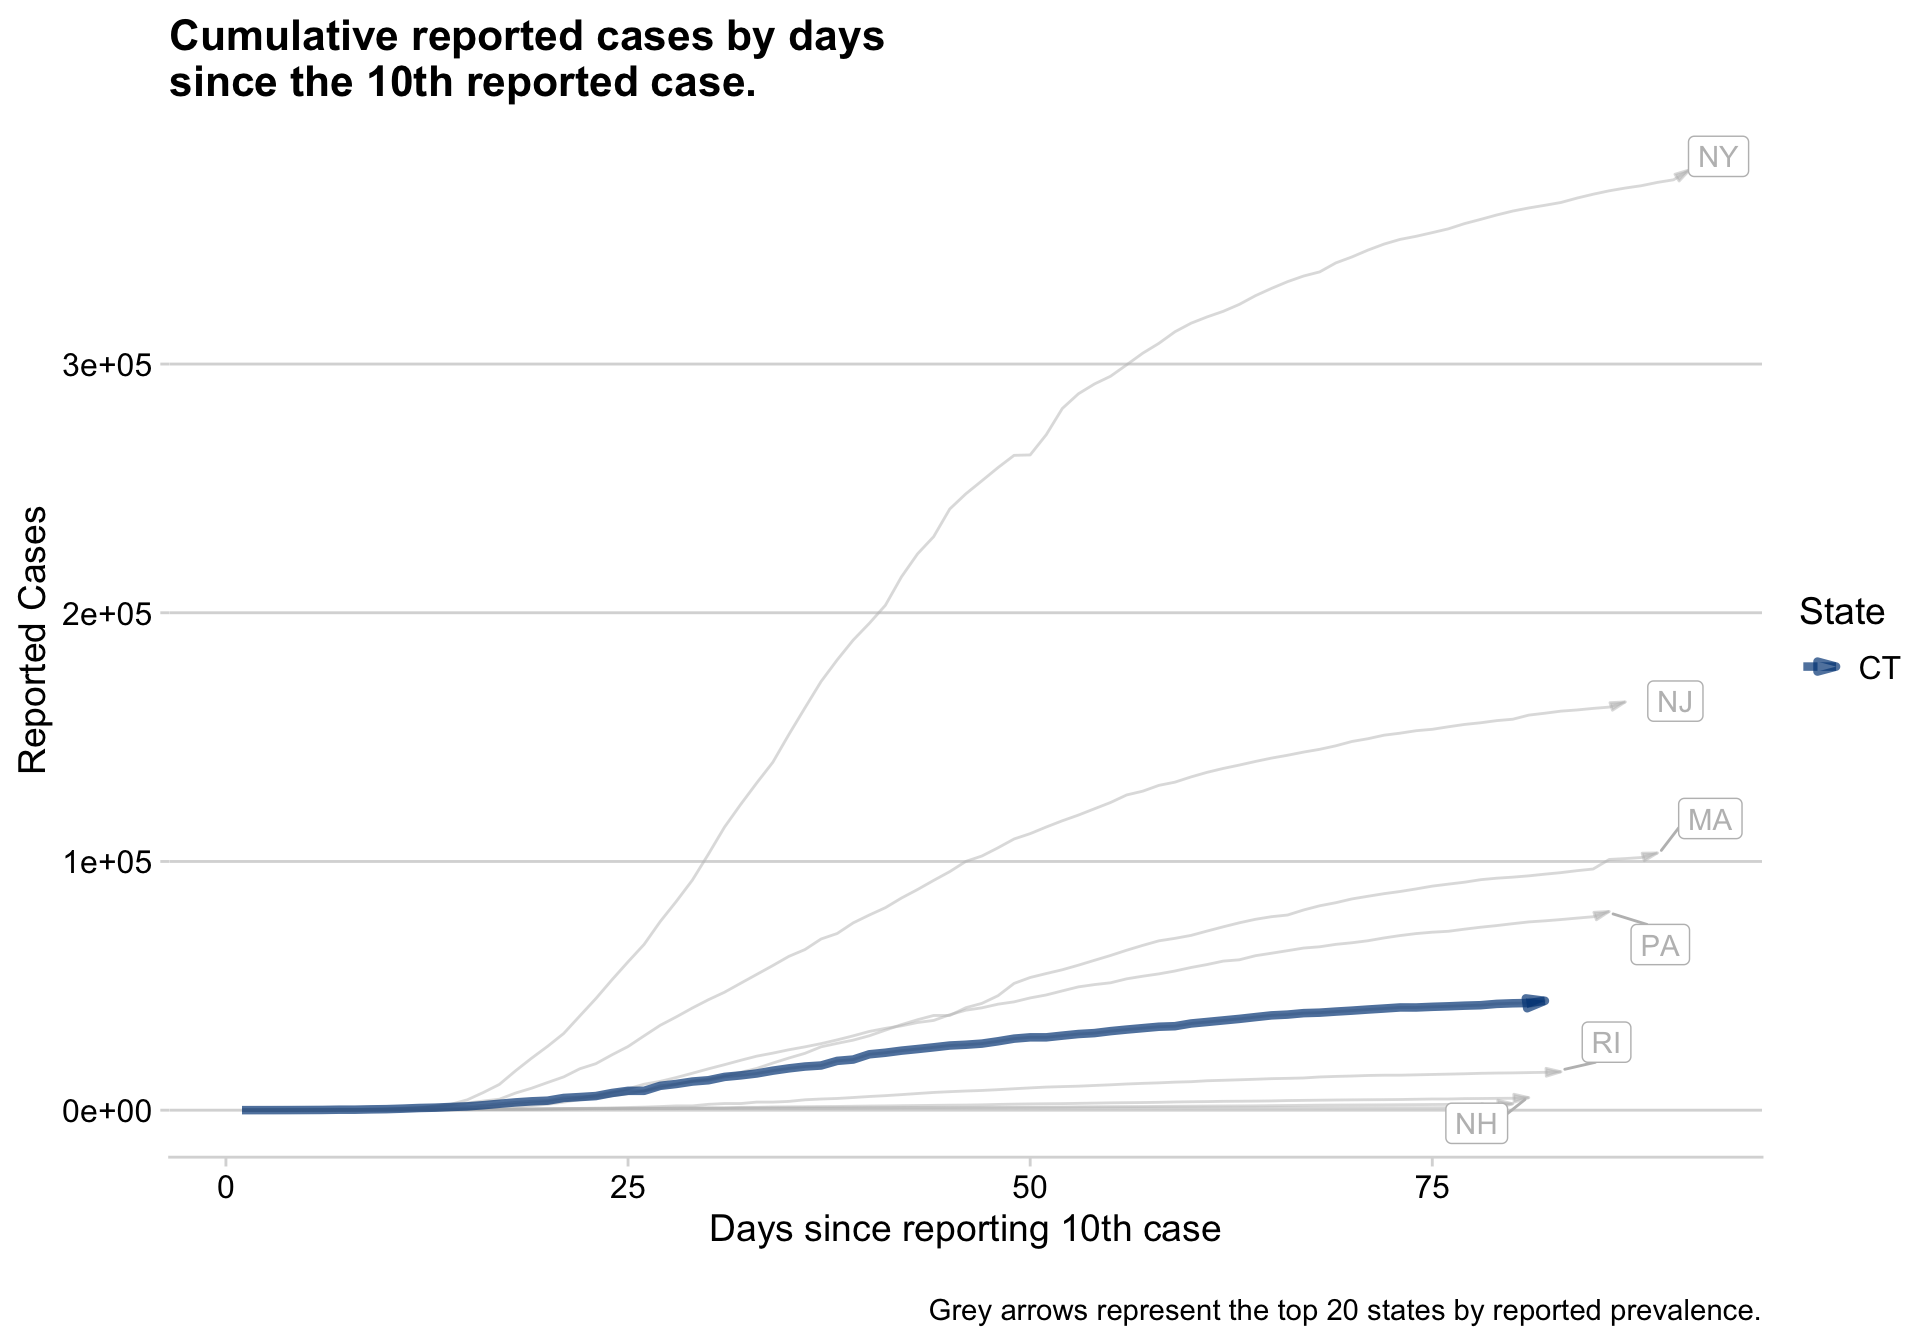 Cumulative reported cases by days
since the 10th reported case.
NY
3e+05
Reported Cases
2e+05
State
CT
NJ
MA
1e+05
PA
RI
0e+00
NH
0 25 50 75
Days since reporting 10th case
Grey arrows represent the top 20 states by reported prevalence.